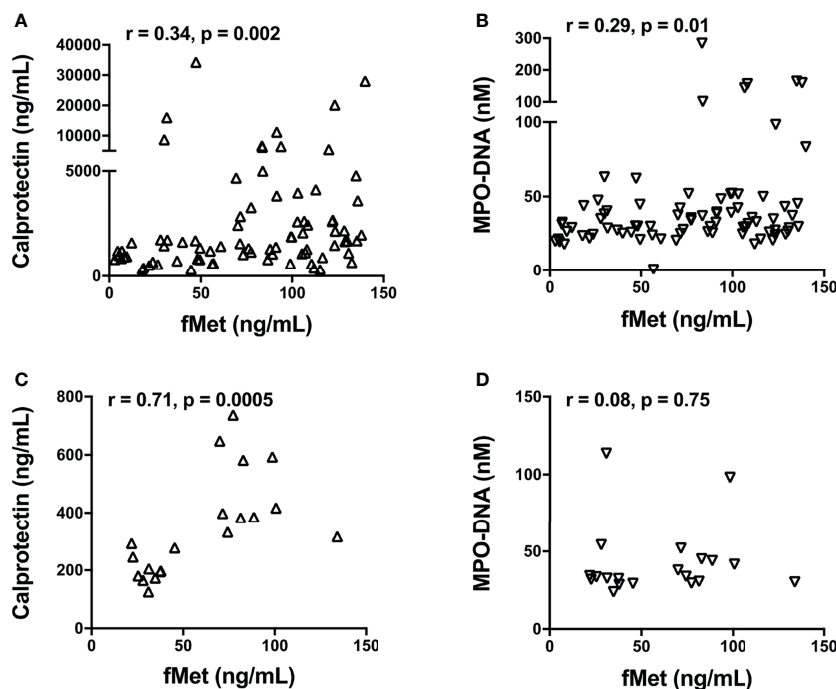 A
r = 0.34, p = 0.002
Calprotectin (ng/mL)
40000
30000
20000
10000
5000
0
0 50 100 150
fMet (ng/mL)
B
r = 0.29, p = 0.01
MPO-DNA (nM)
300
200
100
100
50
0
0 50 100 150
fMet (ng/mL)
C
r = 0.71, p = 0.0005
Calprotectin (ng/mL)
800
600
400
200
0
0 50 100 150
fMet (ng/mL)
D
r = 0.08, p = 0.75
MPO-DNA (nM)
150
100
50
0
0 50 100 150
fMet (ng/mL)